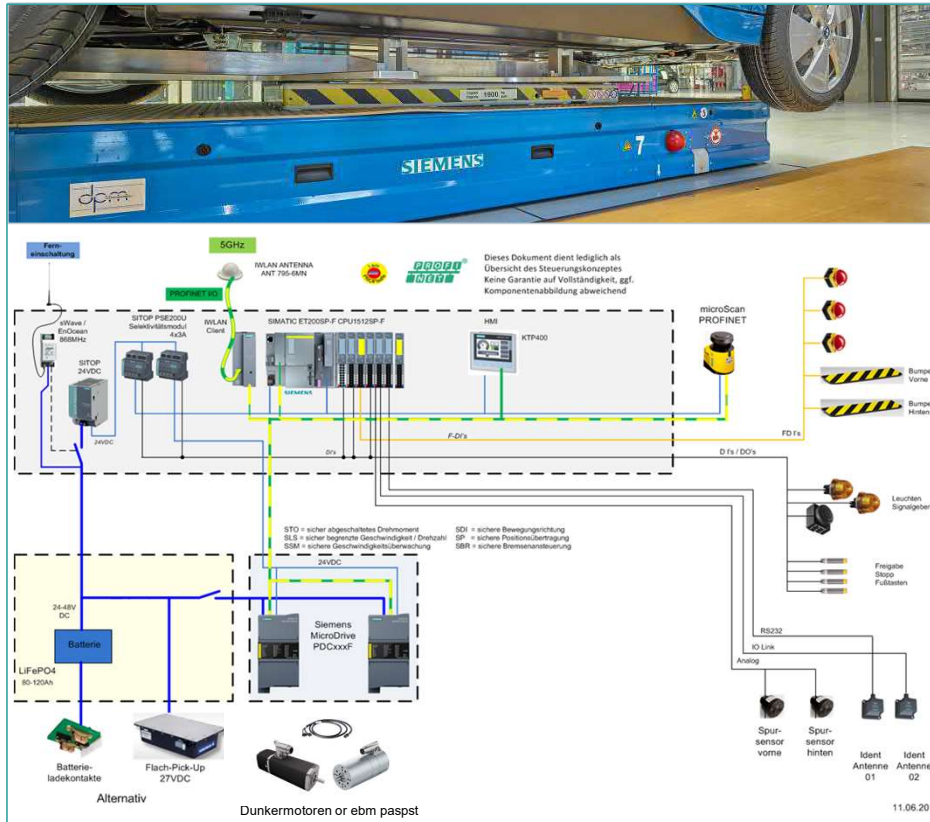 1800
7
SIEMENS
dpm
Fern-
einschaltung
5GHz
IWLAN ANTENNA
ANT 795-6MN
PROFINET I/O
PROFI
NET
Dieses Dokument dient lediglich als
Übersicht des Steuerungskonzeptes
Keine Garantie auf Vollständigkeit, ggf.
Komponentenabbildung abweichend
siWave /
EnOcean
868MHz
SITOP PSE200U
Selektivitätsmodul
4x3A
IWLAN
Client
SIMATIC ET200SP-F CPU1512SP-F
HMI
KTP400
microScan
PROFINET
SITOP
24VDC
SIEMENS
Bumper
Vorne
Bumper
Hinten
24VDC
F-DI's
FD I's
DI's
D I's / DO's
Leuchten
Signalgeber
STO = sicher abgeschaltetes Drehmoment
SLS = sicher begrenzte Geschwindigkeit / Drehzahl
SSM = sichere Geschwindigkeitsüberwachung
SDI = sichere Bewegungsrichtung
SP = sichere Positionsübertragung
SBR = sichere Bremsenansteuerung
24VDC
Freigabe
Stopp
Fußtasten
24-48V
DC
Batterie
LiFePO4
80-120Ah
Siemens
MicroDrive
PDCxxxF
RS232
IO Link
Analog
Batterie-
ladekontakte
Flach-Pick-Up
27VDC
Alternativ
Spur-
sensor
vorne
Spur-
sensor
hinten
Ident
Antenne
01
Ident
Antenne
02
Dunkermotoren or ebm paspst
11.06.20